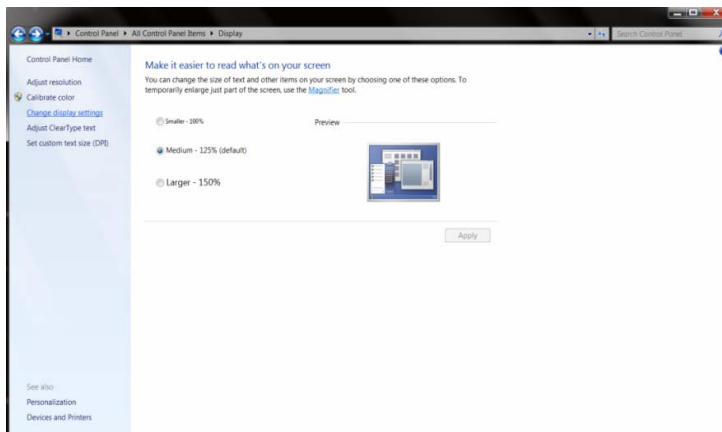 Control Panel ▸ All Control Panel Items ▸ Display
Search Control Panel
Control Panel Home
Adjust resolution
Calibrate color
Change display settings
Adjust ClearType text
Set custom text size (DPI)
Make it easier to read what's on your screen
You can change the size of text and other items on your screen by choosing one of these options. To
temporarily enlarge just part of the screen, use the Magnifier tool.
Smaller - 100%
Preview
Medium - 125% (default)
Larger - 150%
Apply
See also
Personalization
Devices and Printers